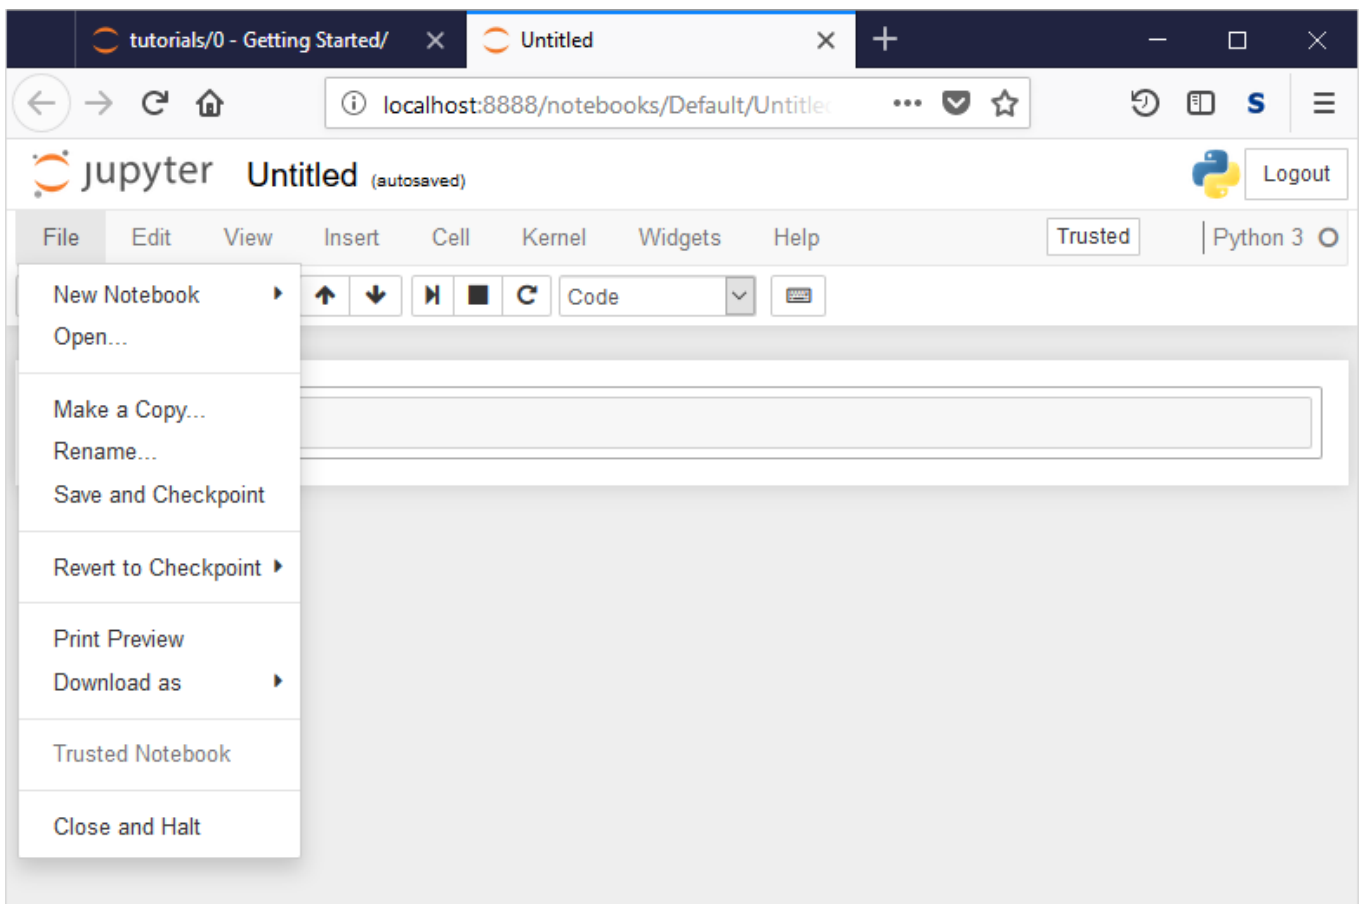 tutorials/0 - Getting Started/
Untitled
localhost:8888/notebooks/Default/Untitled
S
jupyter Untitled (autosaved)
Logout
File Edit View Insert Cell Kernel Widgets Help
Trusted
Python 3
New Notebook
Code
Open...
Make a Copy...
Rename...
Save and Checkpoint
Revert to Checkpoint
Print Preview
Download as
Trusted Notebook
Close and Halt